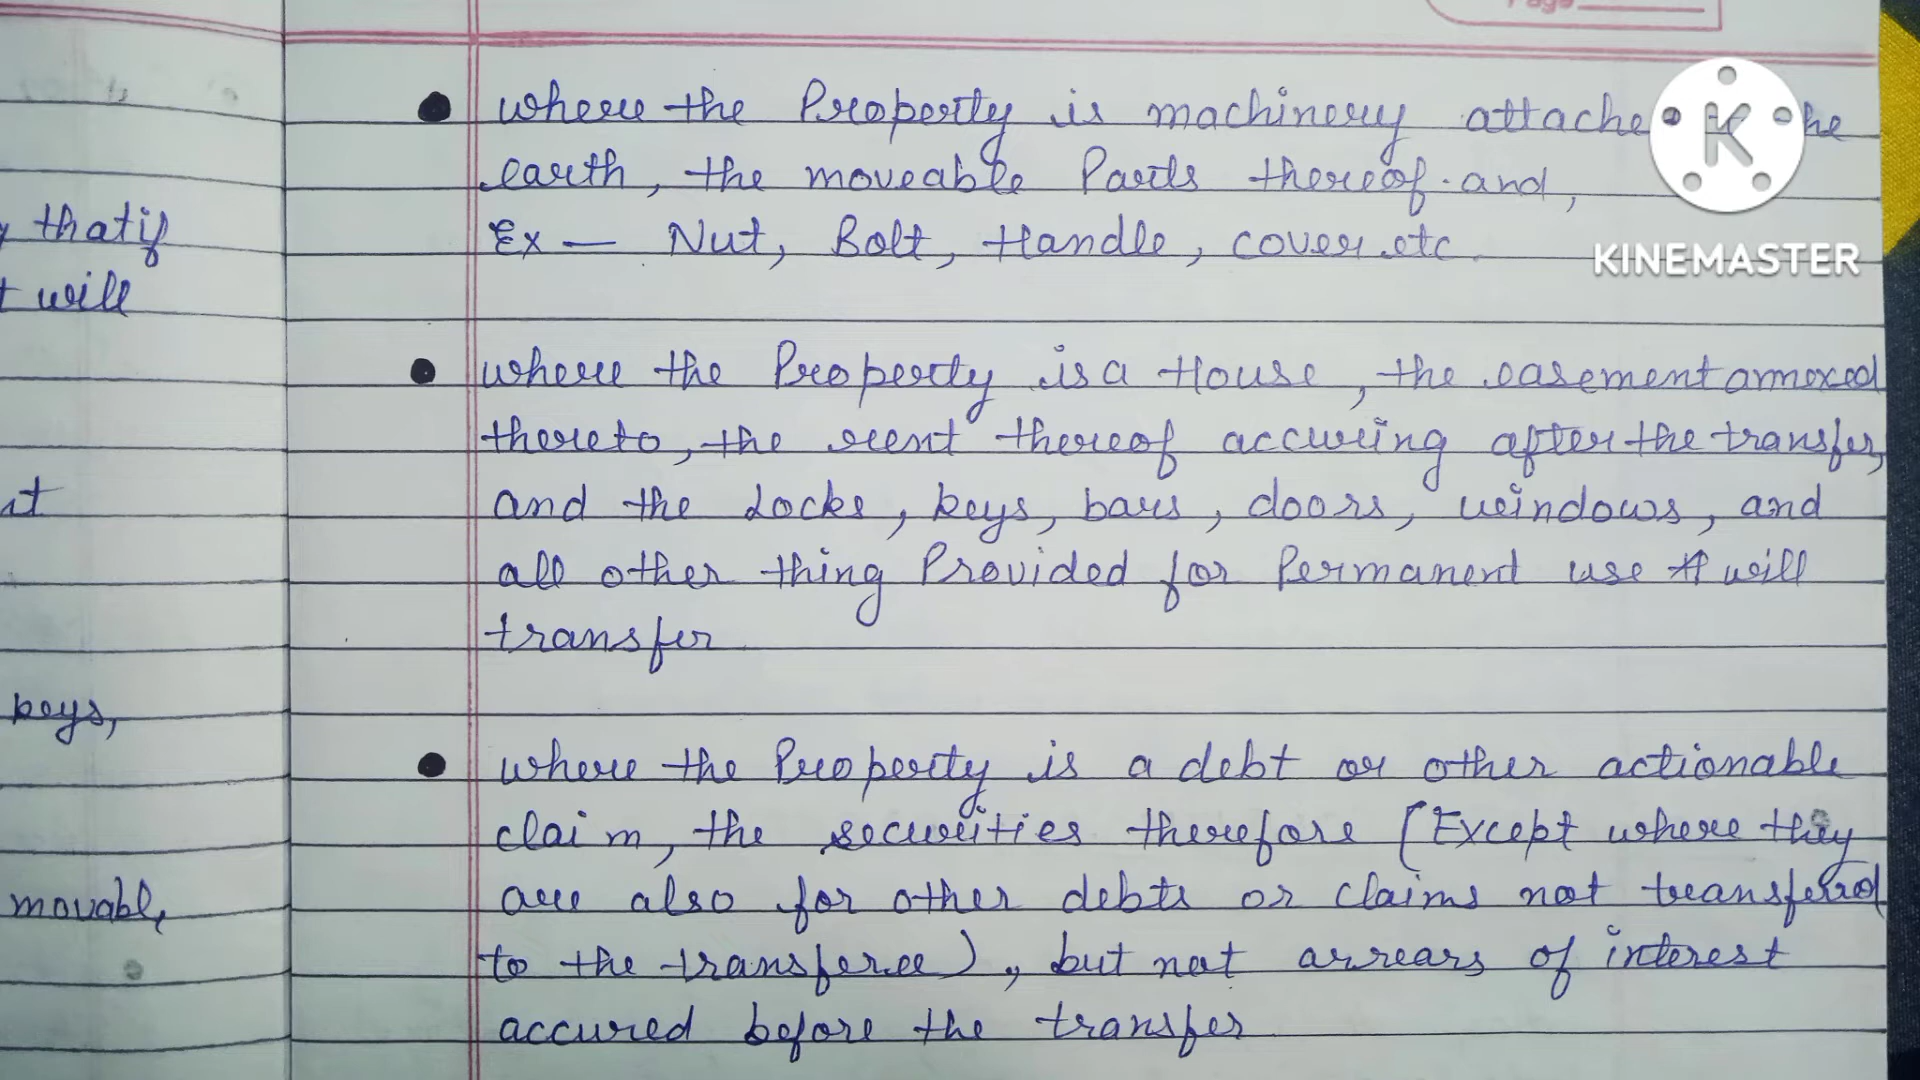 Page
where the Property is machinery attache he
earth, the moveable Parts thereof. and,
Ex — Nut, Bolt, Handle, cover etc.
where the Property is a House, the easement annexed
thereto, the rent thereof accuring after the transfer,
and the Locks, keys, bars, doors, windows, and
all other thing Provided for Permanent use will
transfer
where the Property is a debt or other actionable
claim, the securities therefore (Except where they
are also for other debts or claims not transferred
to the transferee), but not arrears of interest
accured before the transfer
that if
will
keys,
movable
K
KINEMASTER